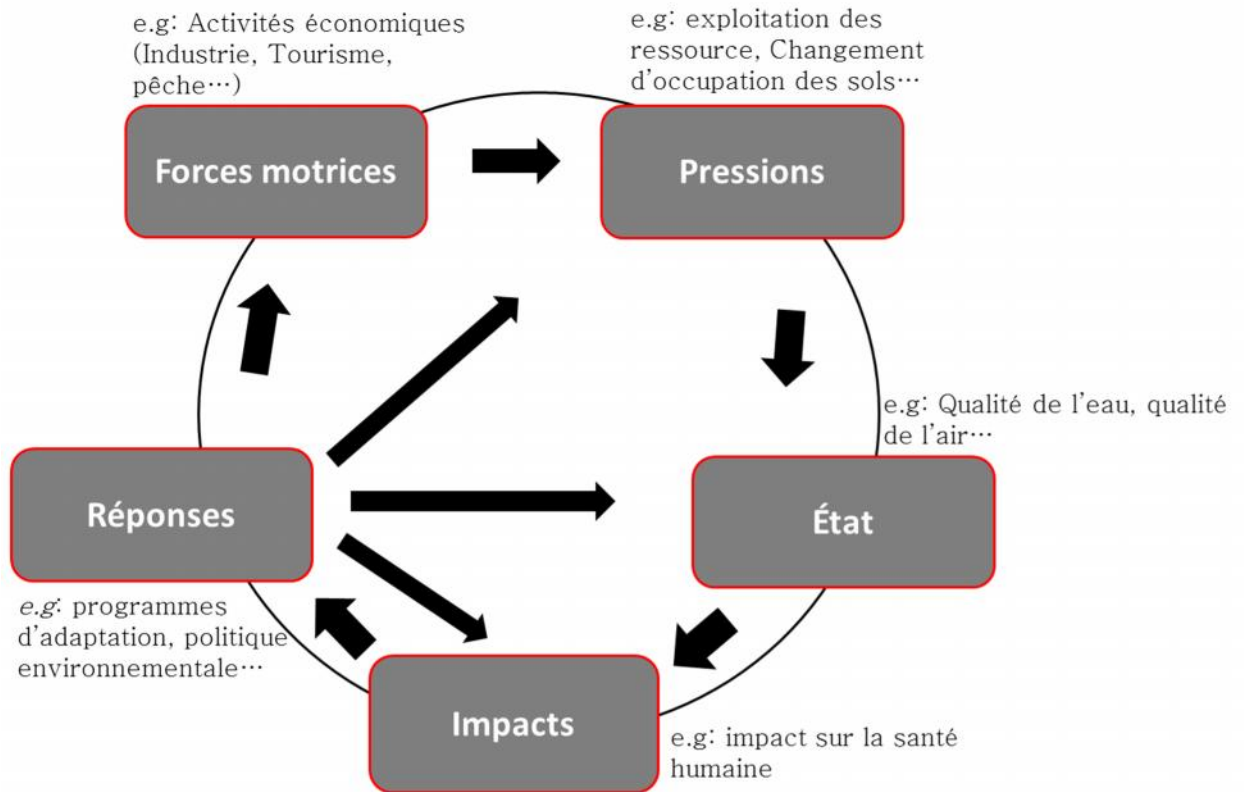 e.g: Activités économiques
(Industrie, Tourisme,
pêche…)
e.g: exploitation des
ressource, Changement
d'occupation des sols…
Forces motrices
Pressions
e.g: Qualité de l'eau, qualité
de l'air…
Réponses
État
e.g: programmes
d'adaptation, politique
environnementale…
Impacts
e.g: impact sur la santé
humaine